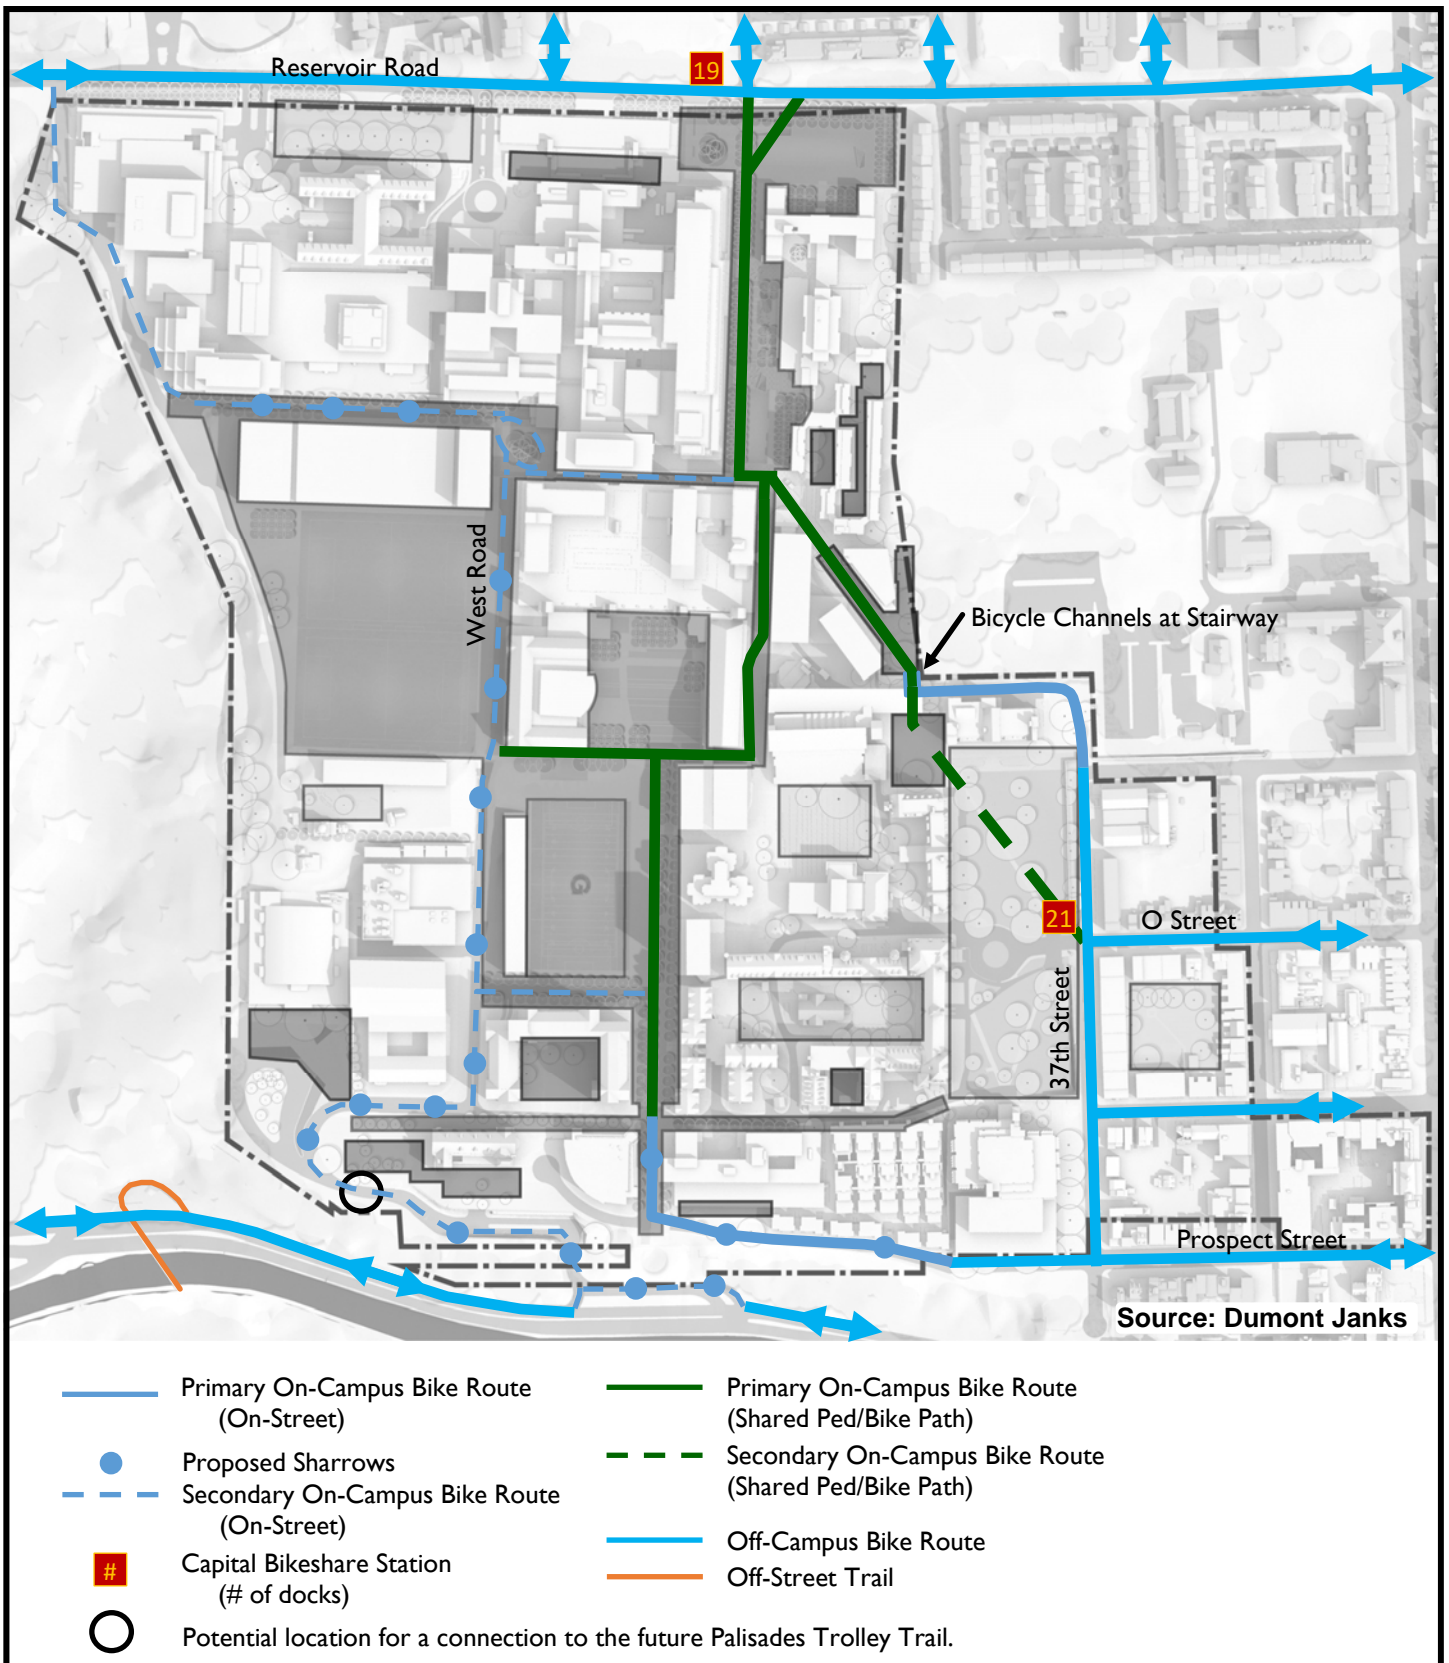 Reservoir Road
19
West Road
Bicycle Channels at Stairway
G
21
O Street
37th Street
Prospect Street
Source: Dumont Janks
Primary On-Campus Bike Route
(On-Street)
Proposed Sharrows
Secondary On-Campus Bike Route
(On-Street)
# Capital Bikeshare Station
(# of docks)
Potential location for a connection to the future Palisades Trolley Trail.
Primary On-Campus Bike Route
(Shared Ped/Bike Path)
Secondary On-Campus Bike Route
(Shared Ped/Bike Path)
Off-Campus Bike Route
Off-Street Trail